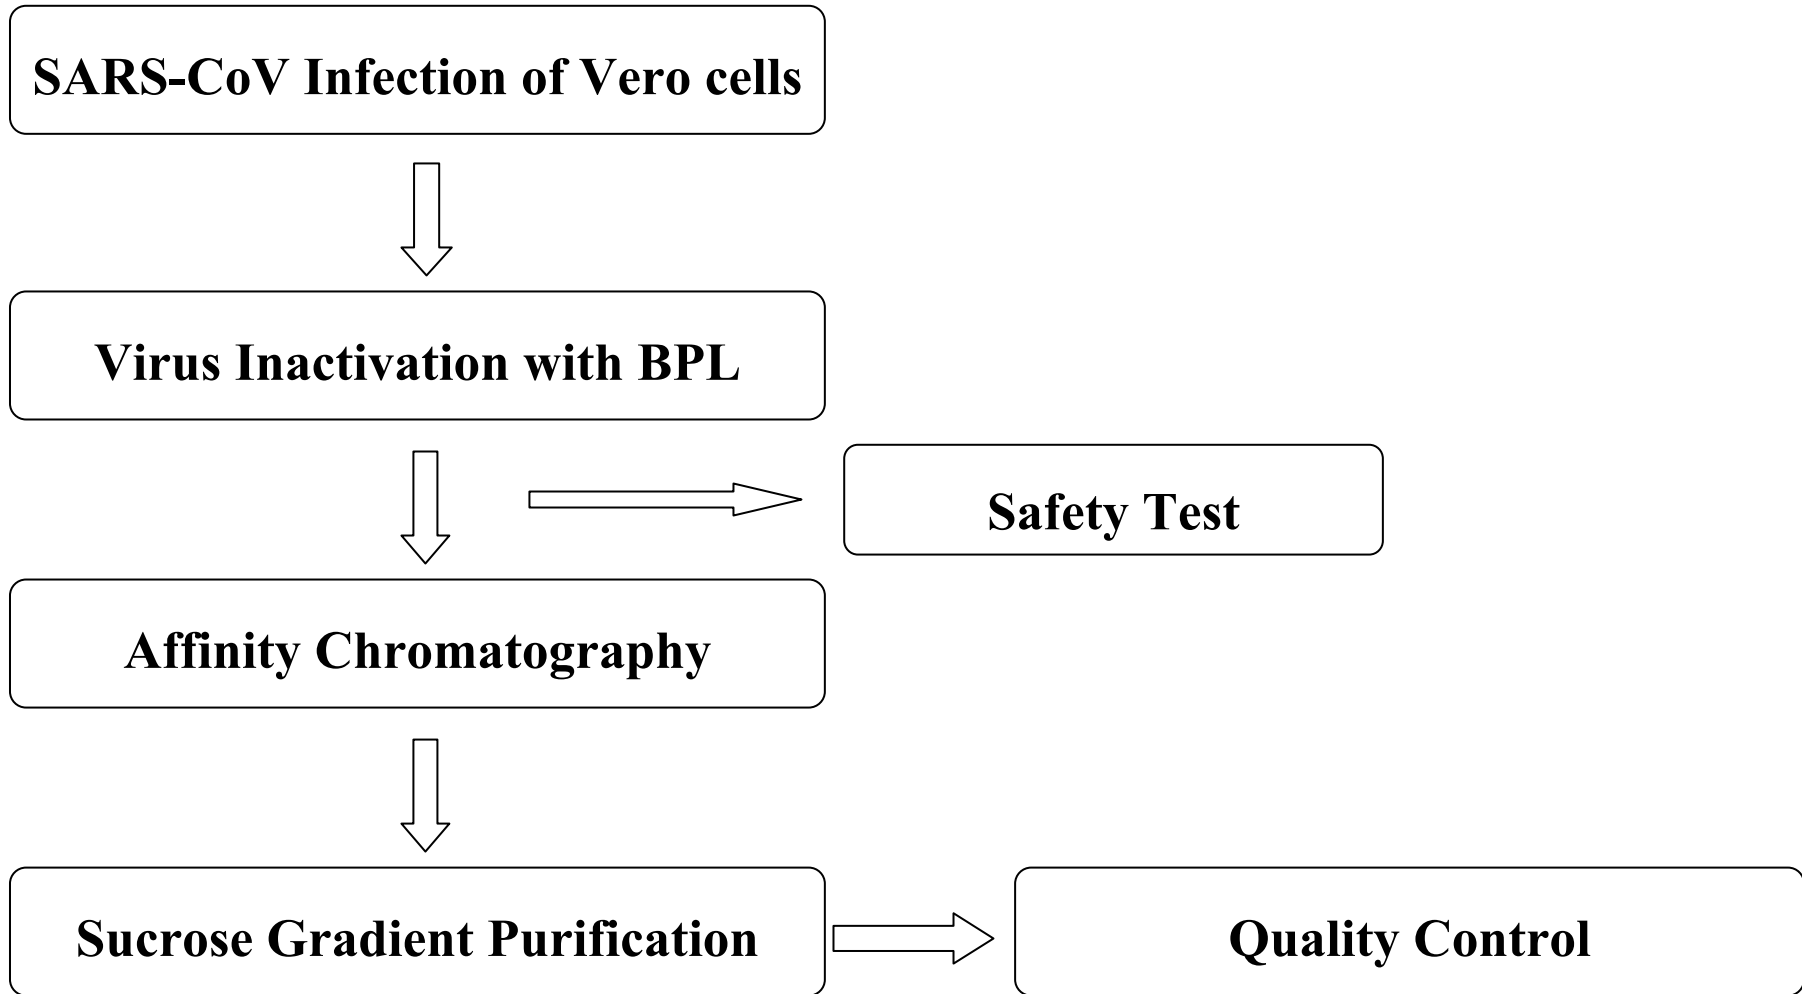 SARS-CoV Infection of Vero cells
Virus Inactivation with BPL
Safety Test
Affinity Chromatography
Sucrose Gradient Purification
Quality Control